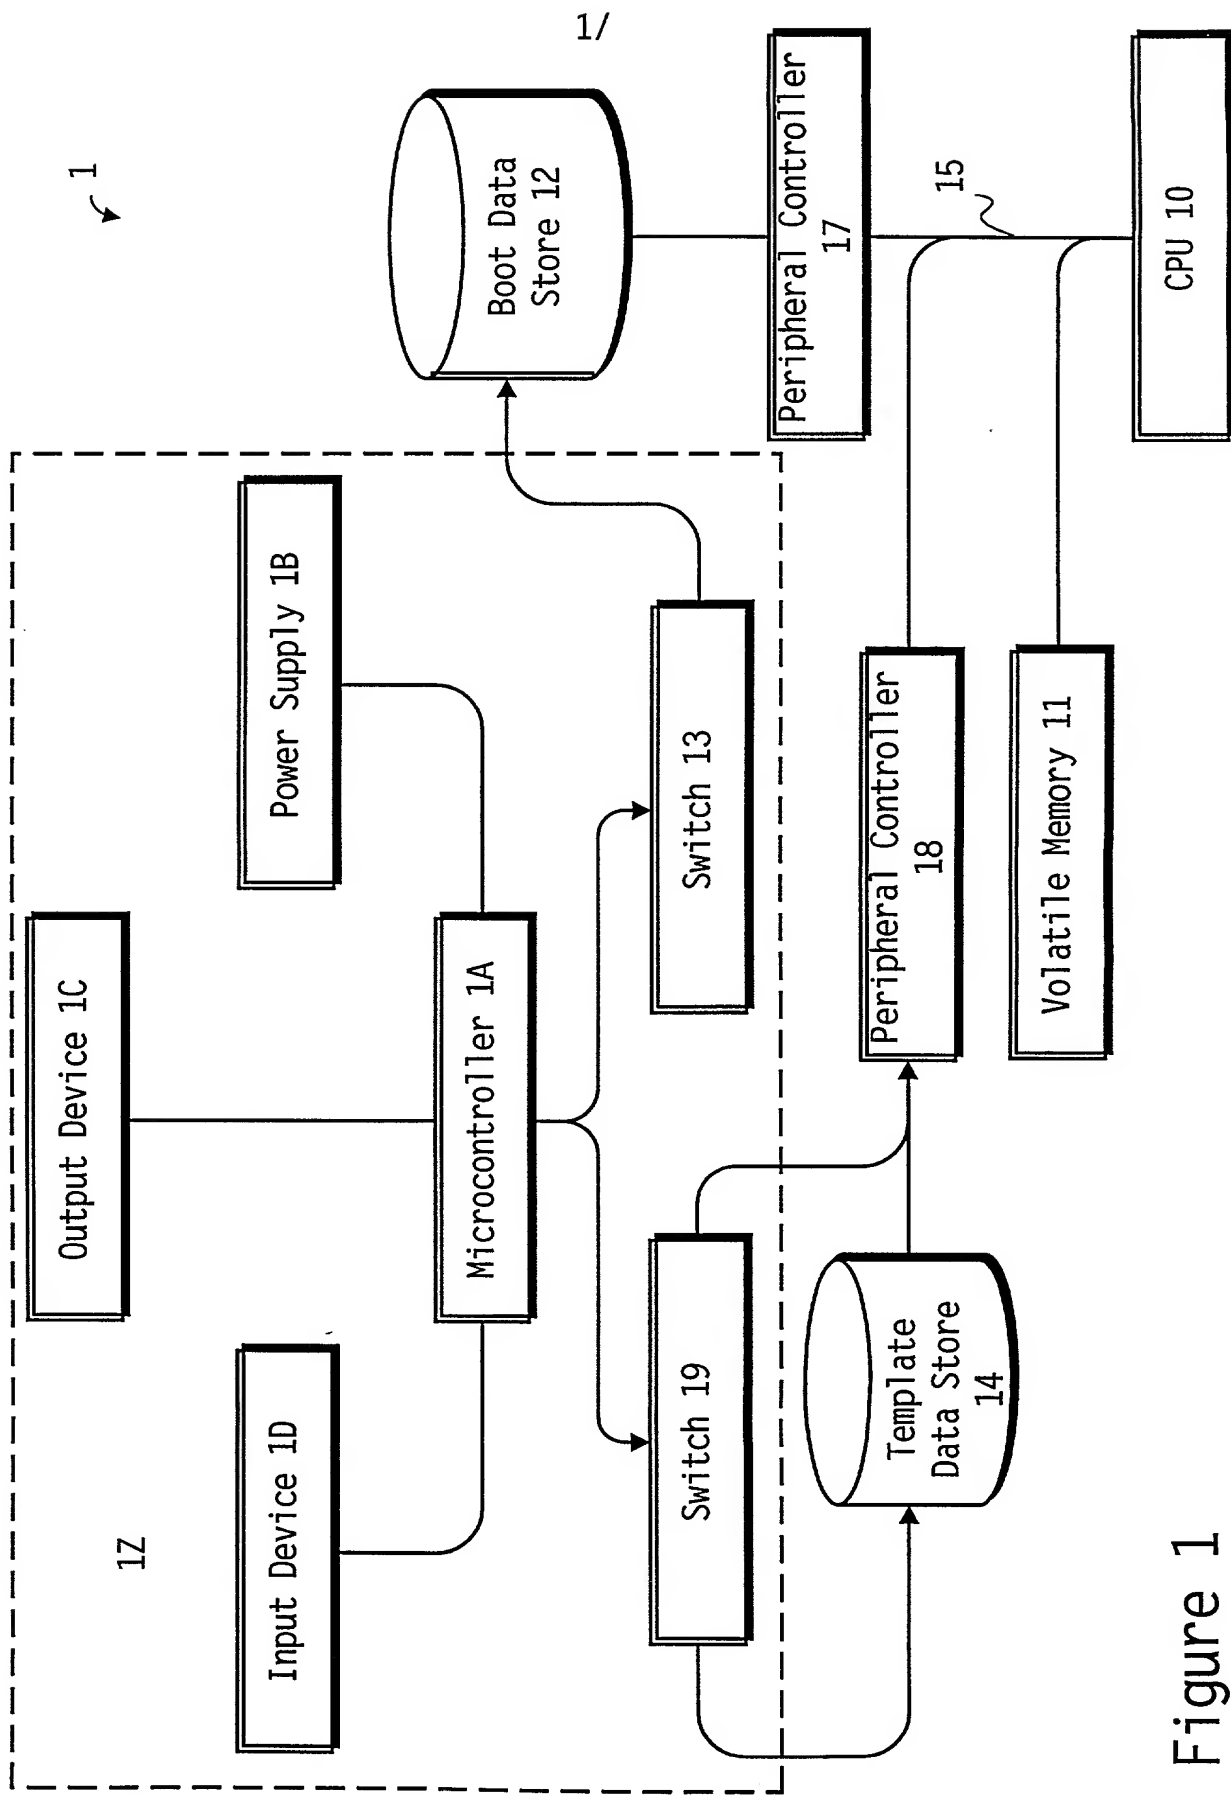 1/
1
Output Device 1C
Input Device 1D
Power Supply 1B
1Z
Microcontroller 1A
Boot Data
Store 12
Switch 19
Switch 13
Peripheral Controller
17
Template
Data Store
14
Peripheral Controller
18
15
Volatile Memory 11
CPU 10
Figure 1